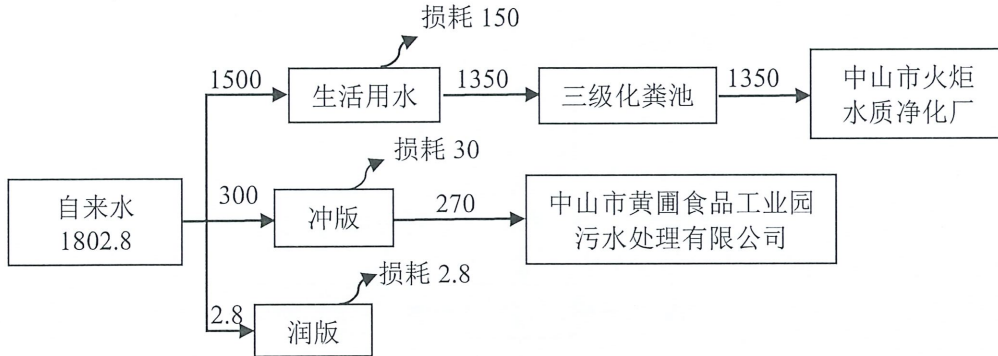 损耗 150
1500
生活用水
1350
三级化粪池
1350
中山市火炬
水质净化厂
损耗 30
自来水
1802.8
300
冲版
270
中山市黄圃食品工业园
污水处理有限公司
损耗 2.8
2.8
润版